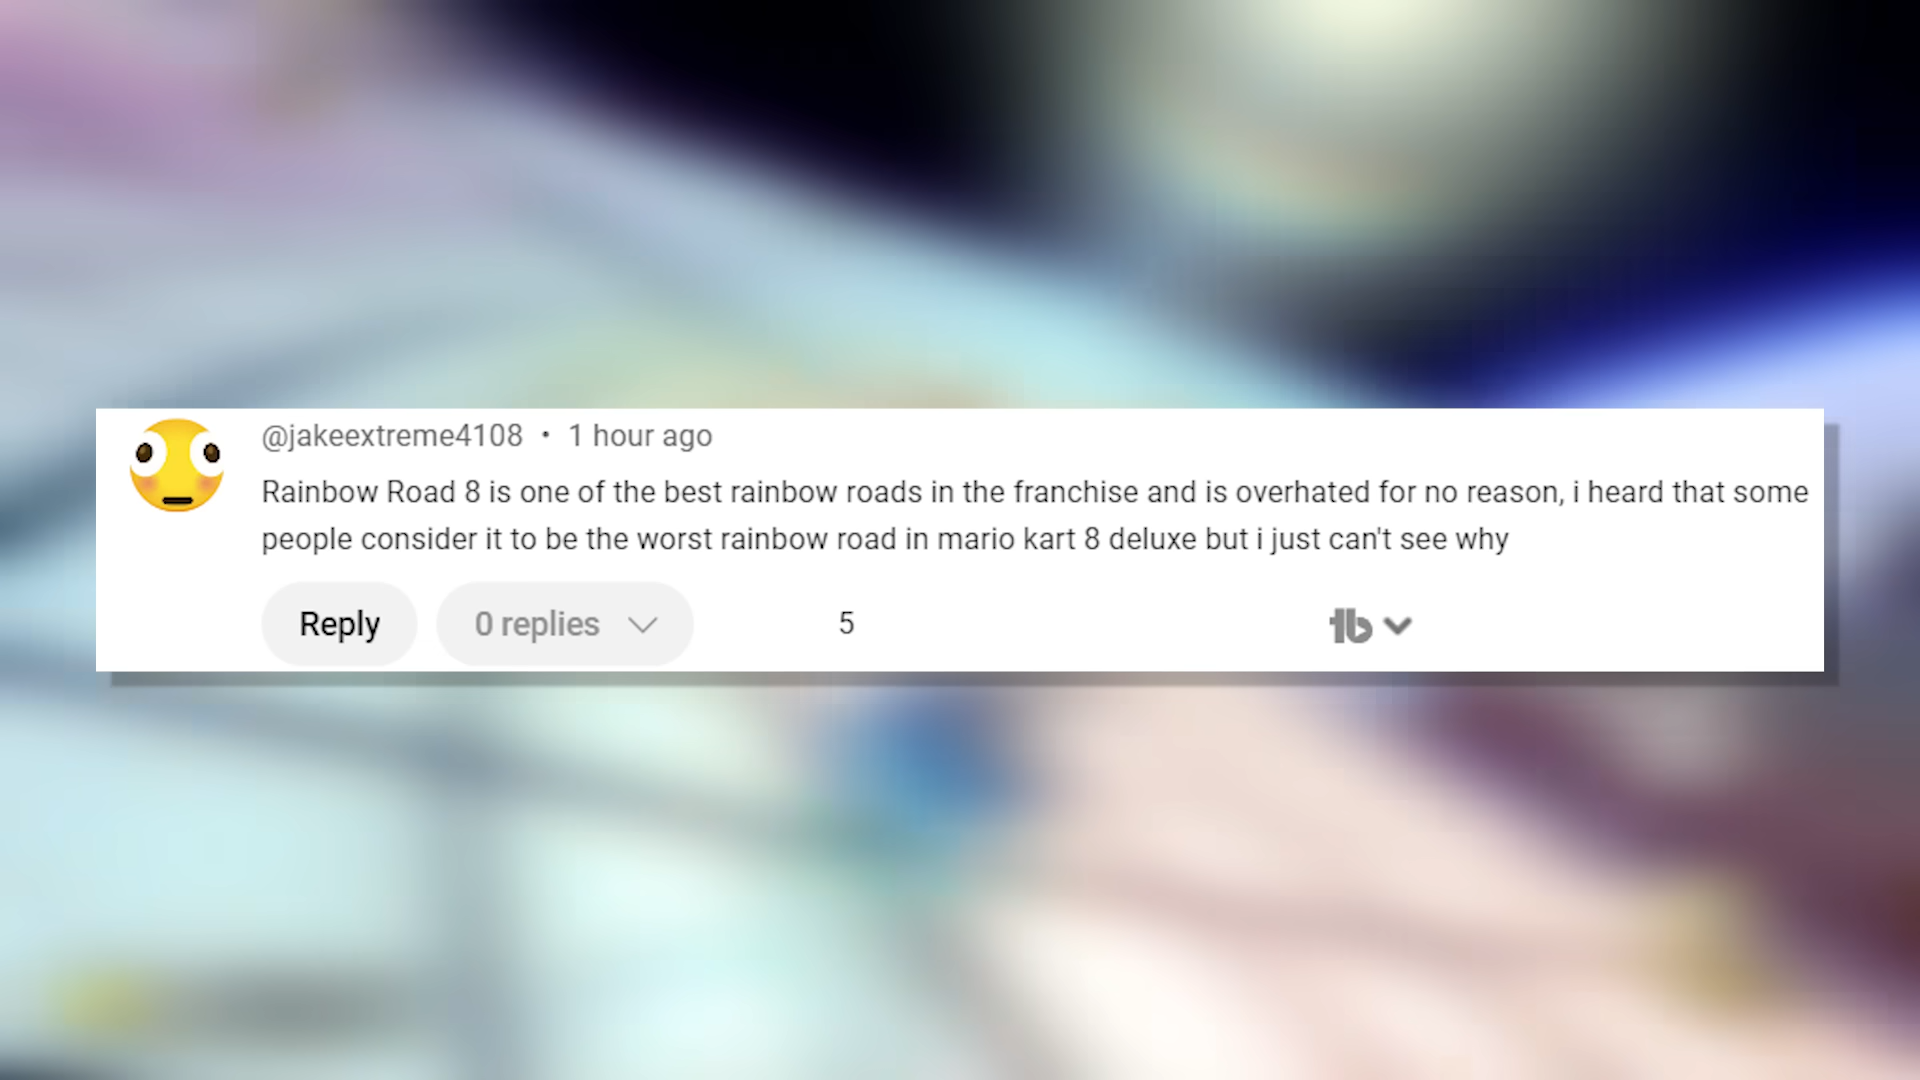 @jakeextreme4108 • 1 hour ago
Rainbow Road 8 is one of the best rainbow roads in the franchise and is overhated for no reason, i heard that some
people consider it to be the worst rainbow road in mario kart 8 deluxe but i just can't see why
Reply 0 replies 5 tb